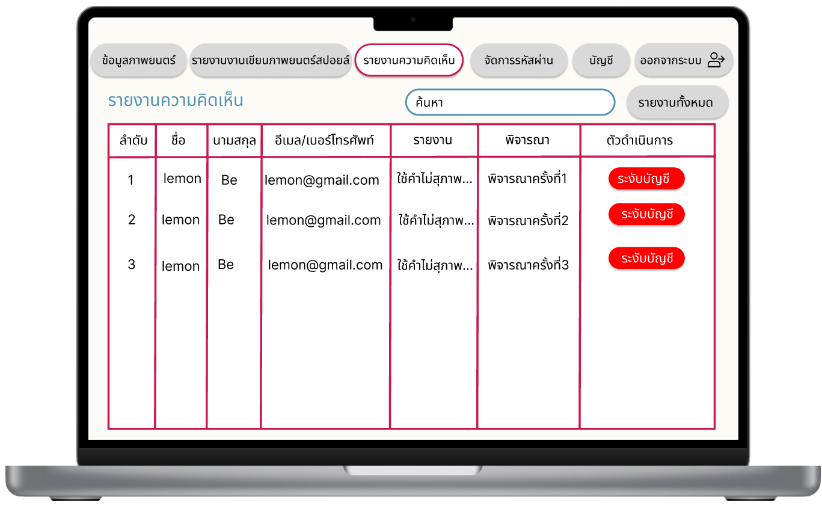 ข้อมูลภาพยนตร์ รายงานงานเขียนภาพยนตร์สปอยล์ รายงานความคิดเห็น จัดการรหัสผ่าน บัญชี ออกจากระบบ
รายงานความคิดเห็น ค้นหา รายงานทั้งหมด
ลำดับ ชื่อ นามสกุล อีเมล/เบอร์โทรศัพท์ รายงาน พิจารณา ตัวดำเนินการ
1 lemon Be lemon@gmail.com ใช้คำไม่สุภาพ... พิจารณาครั้งที่1 ระงับบัญชี
2 lemon Be lemon@gmail.com ใช้คำไม่สุภาพ... พิจารณาครั้งที่2 ระงับบัญชี
3 lemon Be lemon@gmail.com ใช้คำไม่สุภาพ... พิจารณาครั้งที่3 ระงับบัญชี